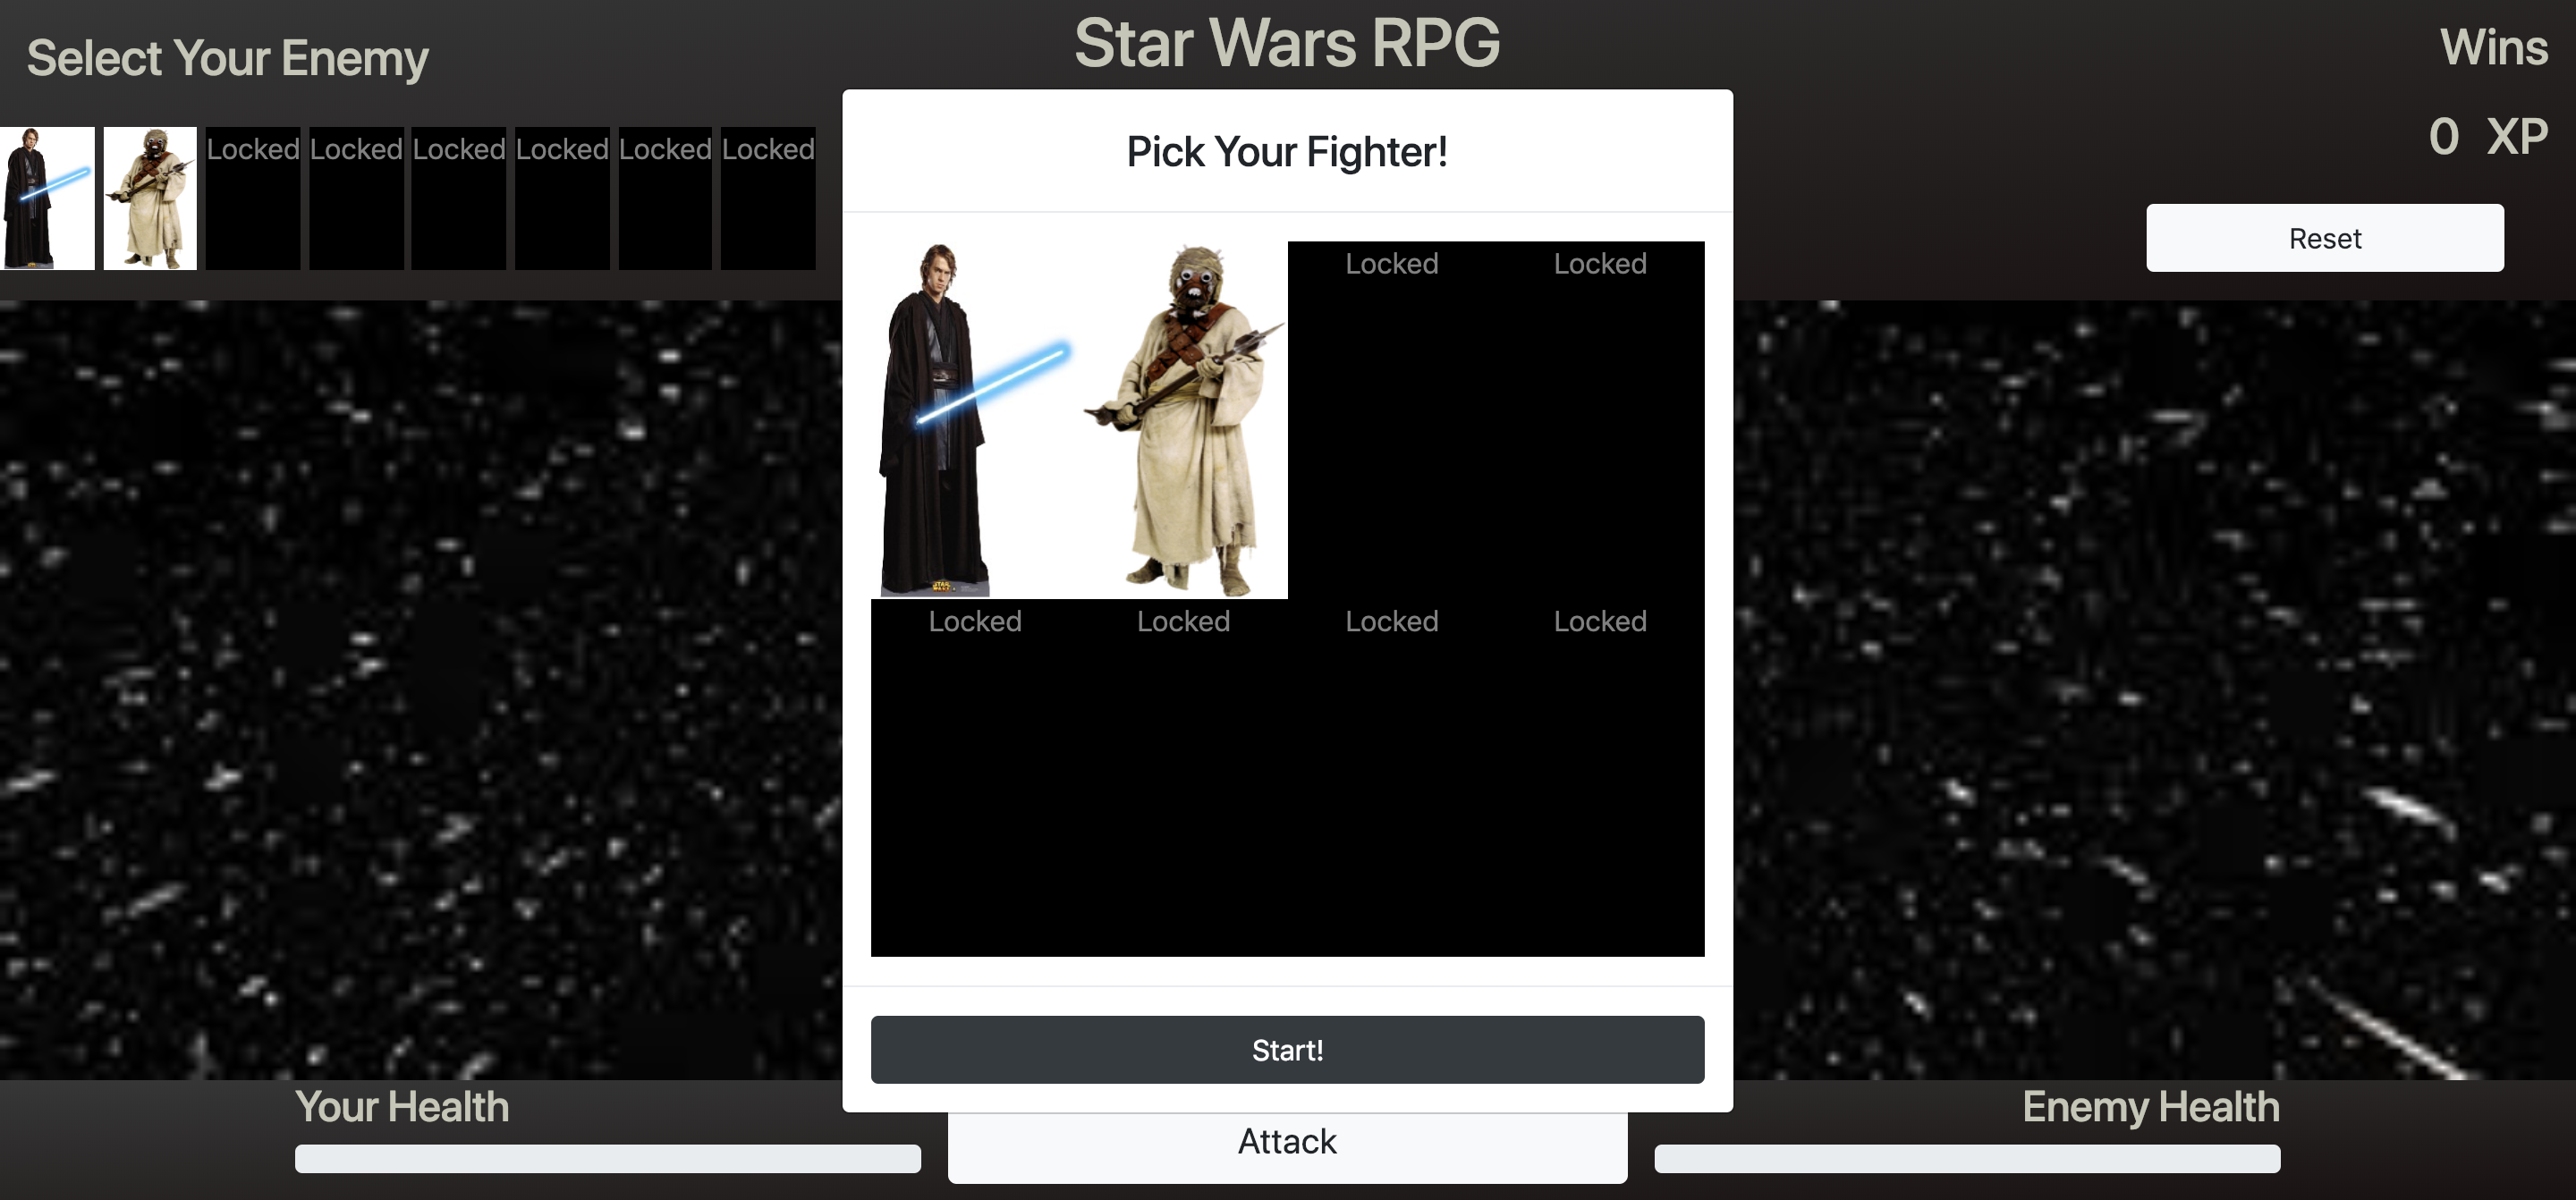 Select Your Enemy
Star Wars RPG
Wins
0 XP
Reset
Locked Locked Locked Locked Locked Locked
Pick Your Fighter!
Locked Locked
Locked Locked Locked Locked
Start!
Your Health
Attack
Enemy Health